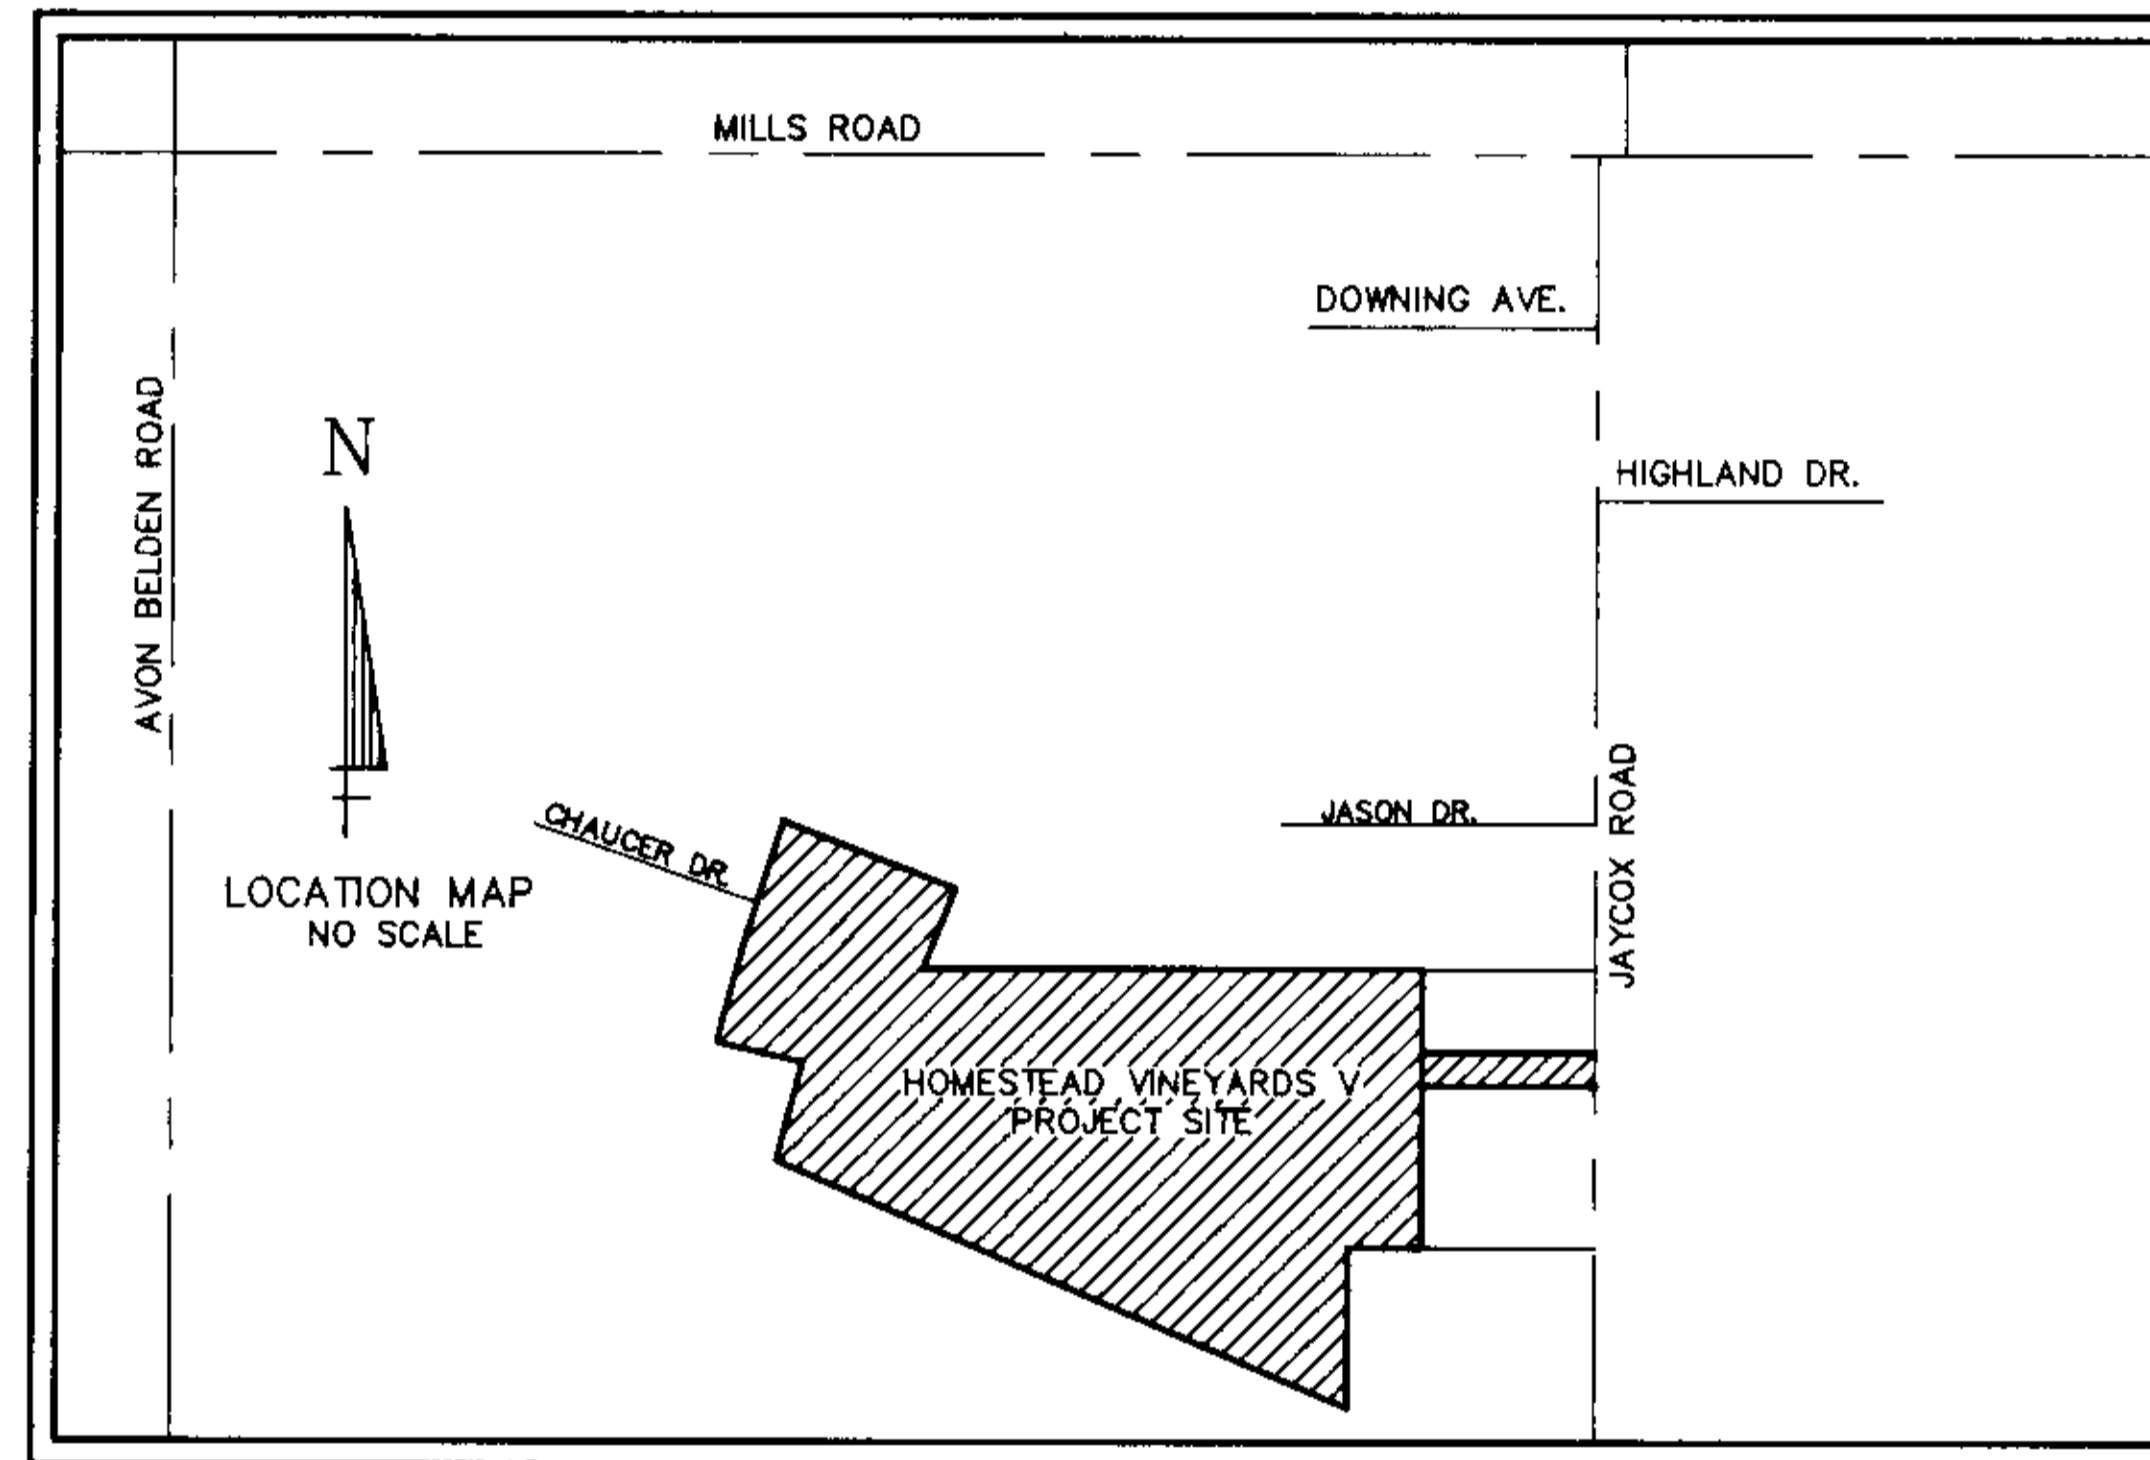 MILLS ROAD
DOWNING AVE.
AVON BELDEN ROAD
N
HIGHLAND DR.
JAYCOX ROAD
CHAUCER DR.
JASON DR.
LOCATION MAP
NO SCALE
HOMESTEAD VINEYARDS V
PROJECT SITE